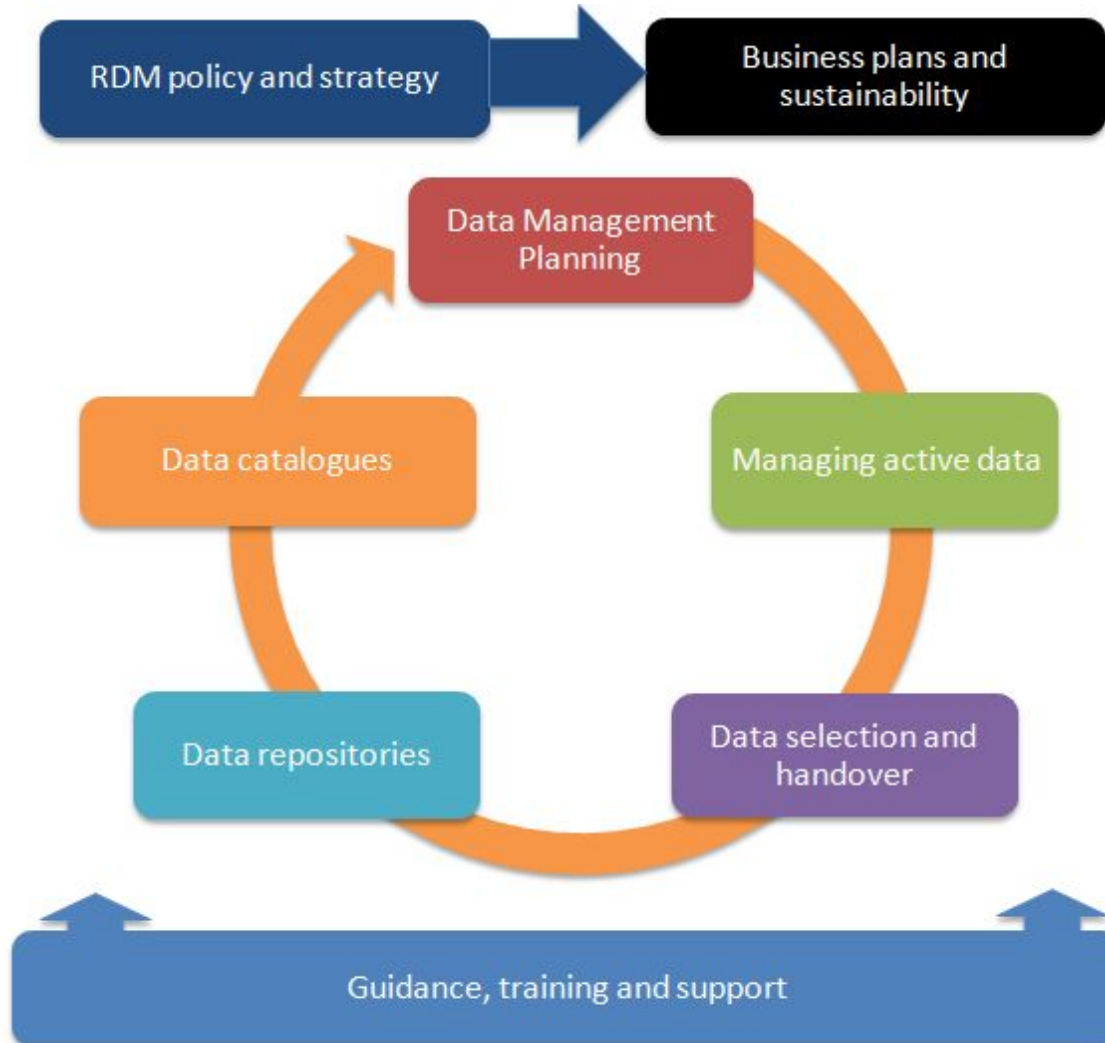 RDM policy and strategy
Business plans and
sustainability
Data Management
Planning
Data catalogues
Managing active data
Data repositories
Data selection and
handover
Guidance, training and support